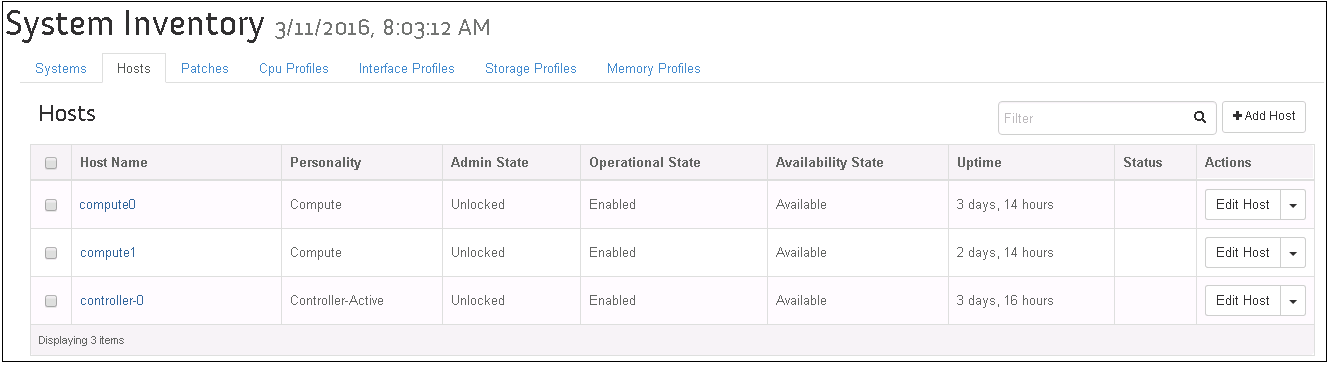 System Inventory 3/11/2016, 8:03:12 AM
Systems Hosts Patches Cpu Profiles Interface Profiles Storage Profiles Memory Profiles
Hosts
Filter Add Host
Host Name Personality Admin State Operational State Availability State Uptime Status Actions
compute0 Compute Unlocked Enabled Available 3 days, 14 hours Edit Host
compute1 Compute Unlocked Enabled Available 2 days, 14 hours Edit Host
controller-0 Controller-Active Unlocked Enabled Available 3 days, 16 hours Edit Host
Displaying 3 items